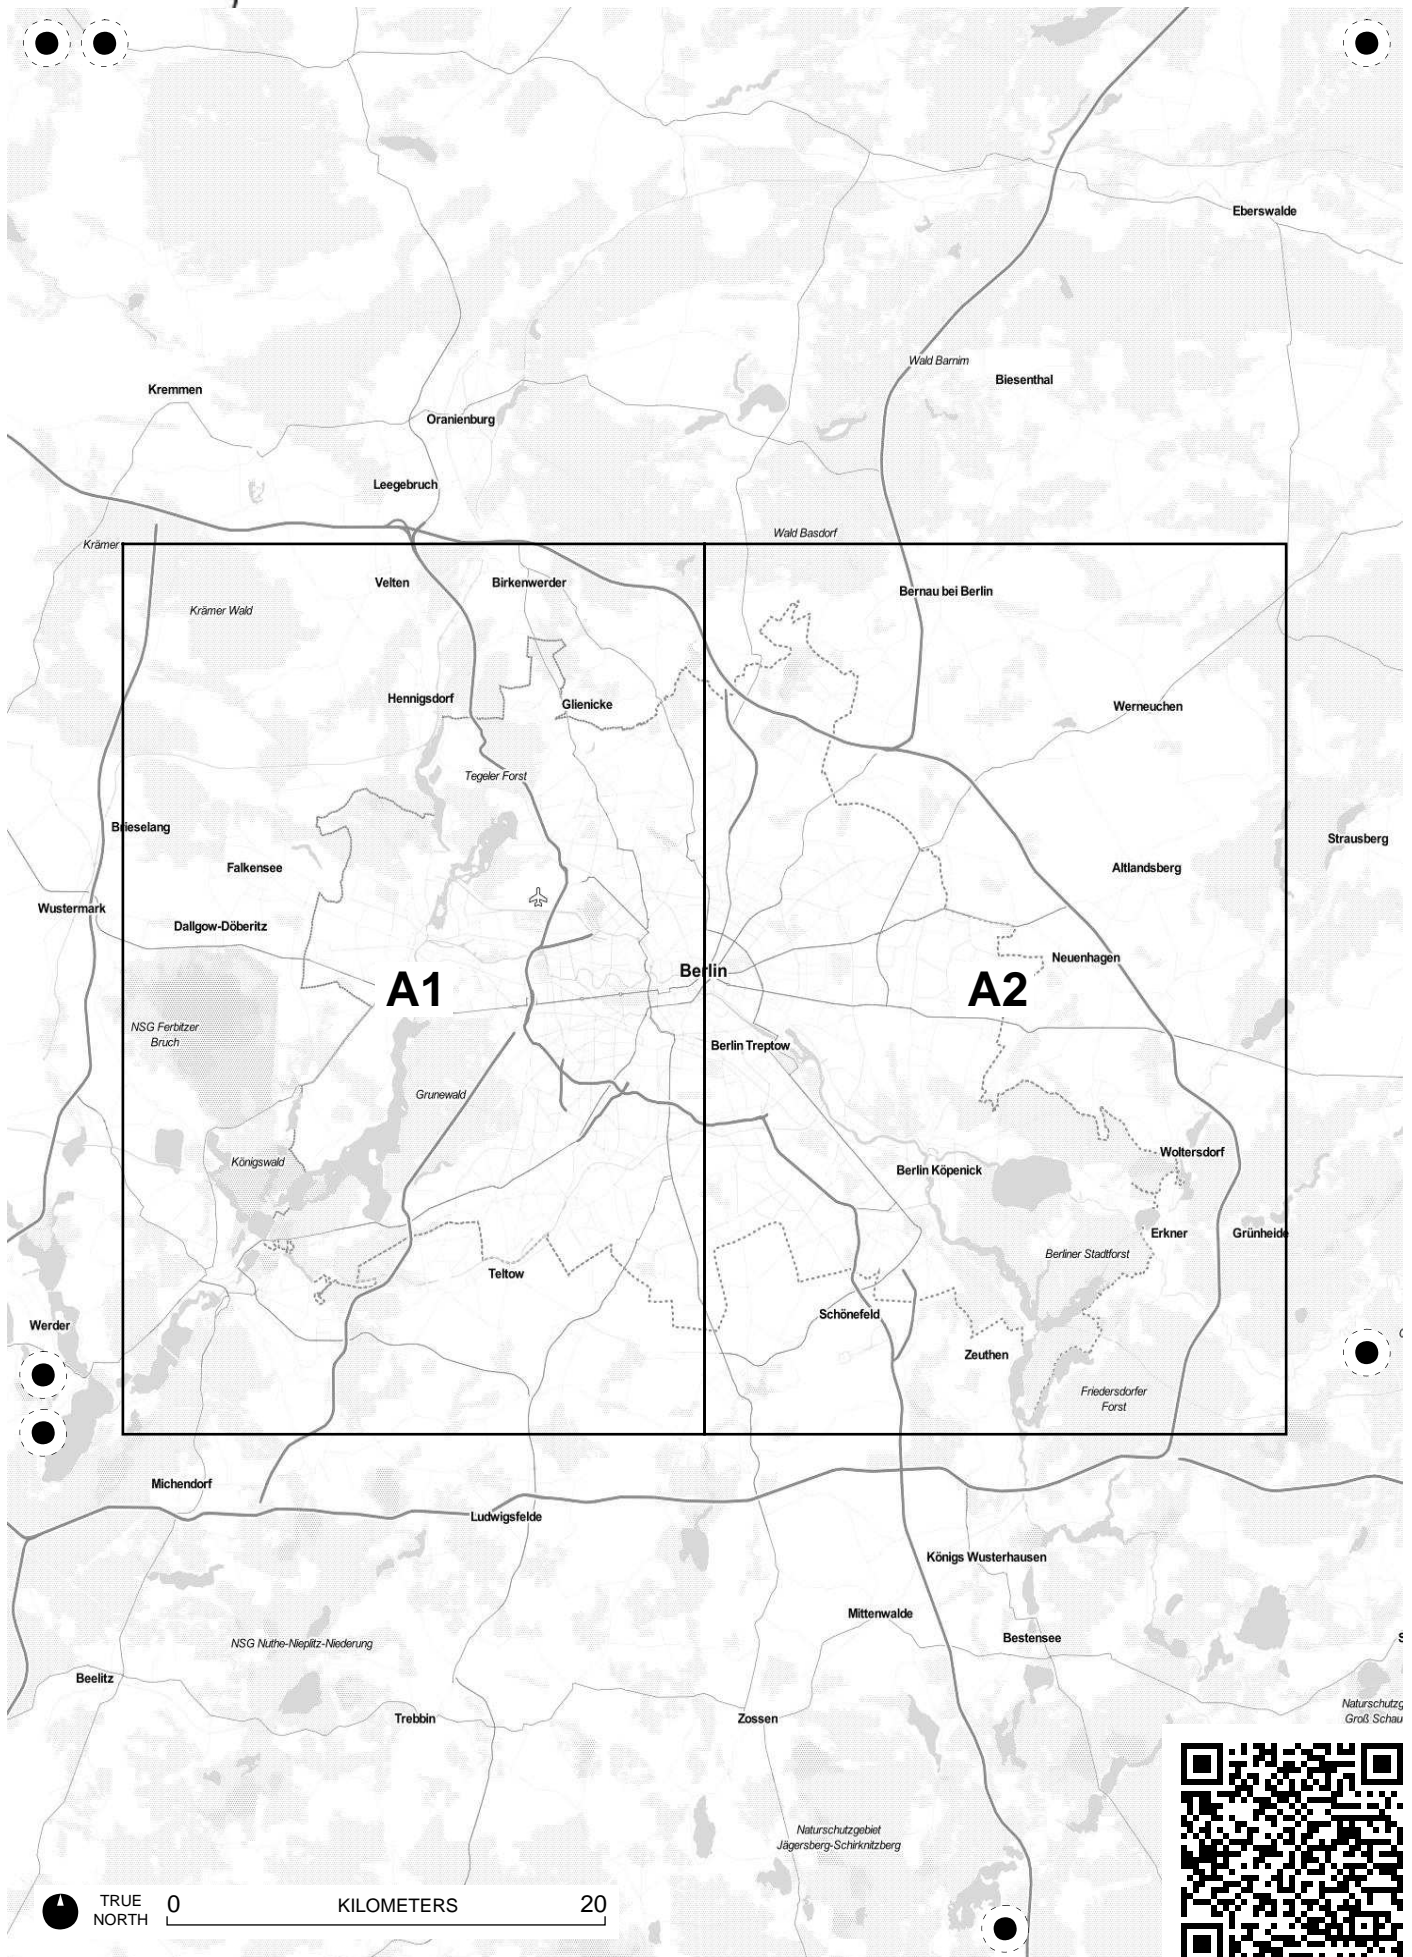 Eberswalde
Wald Barnim
Biesenthal
Kremmen
Oranienburg
Leegebruch
Wald Basdorf
Krämer
Velten
Birkenwerder
Bernau bei Berlin
Krämer Wald
Hennigsdorf
Glienicke
Werneuchen
Tegeler Forst
Brieselang
Strausberg
Falkensee
Altlandsberg
Wustermark
Dallgow-Döberitz
Neuenhagen
Berlin
A1
A2
NSG Ferbitzer
Bruch
Berlin Treptow
Grunewald
Königswald
Woltersdorf
Berlin Köpenick
Erkner
Grünheide
Berliner Stadtforst
Teltow
Schönefeld
Werder
Zeuthen
Friedersdorfer
Forst
Michendorf
Ludwigsfelde
Königs Wusterhausen
Mittenwalde
Bestensee
NSG Nuthe-Nieplitz-Niederung
Beelitz
Naturschutzg
Groß Schau
Trebbin
Zossen
Naturschutzgebiet
Jägersberg-Schirknitzberg
TRUE
NORTH
0 KILOMETERS 20